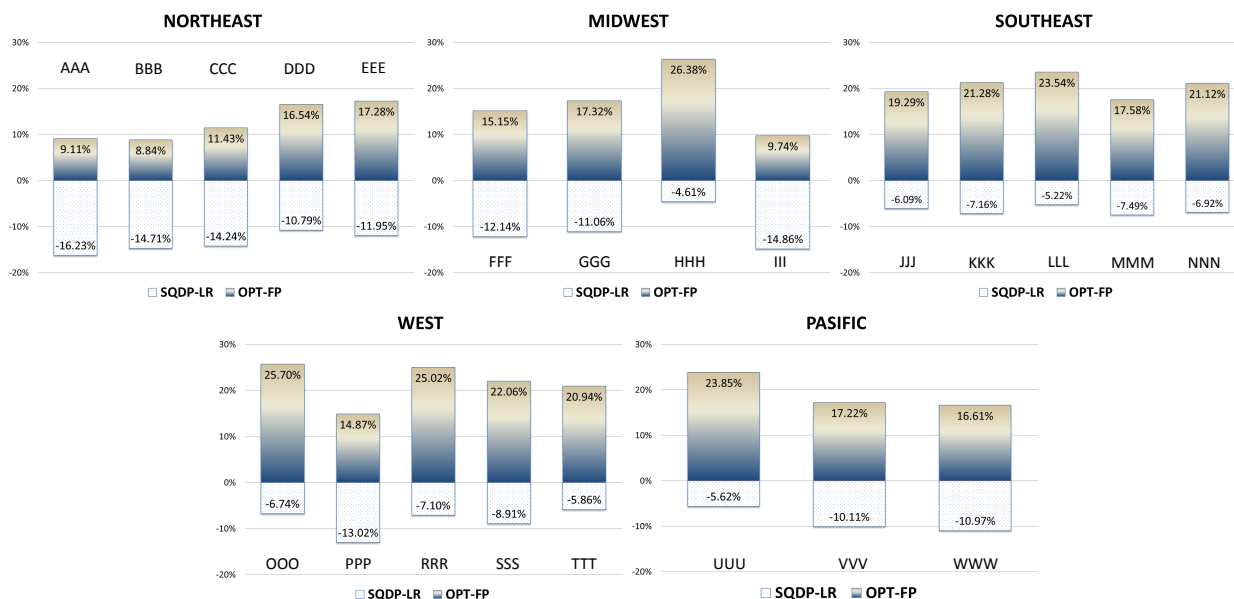 NORTHEAST
30%
20%
10%
0%
-10%
-20%
AAA BBB CCC DDD EEE
9.11% 8.84% 11.43% 16.54% 17.28%
-16.23% -14.71% -14.24% -10.79% -11.95%
SQDP-LR OPT-FP
MIDWEST
30%
20%
10%
0%
-10%
-20%
15.15% 17.32% 26.38% 9.74%
-12.14% -11.06% -4.61% -14.86%
FFF GGG HHH III
SQDP-LR OPT-FP
SOUTHEAST
30%
20%
10%
0%
-10%
-20%
19.29% 21.28% 23.54% 17.58% 21.12%
-6.09% -7.16% -5.22% -7.49% -6.92%
JJJ KKK LLL MMM NNN
SQDP-LR OPT-FP
WEST
30%
20%
10%
0%
-10%
-20%
25.70% 14.87% 25.02% 22.06% 20.94%
-6.74% -13.02% -7.10% -8.91% -5.86%
OOO PPP RRR SSS TTT
SQDP-LR OPT-FP
PASIFIC
30%
20%
10%
0%
-10%
-20%
23.85% 17.22% 16.61%
-5.62% -10.11% -10.97%
UUU VVV WWW
SQDP-LR OPT-FP